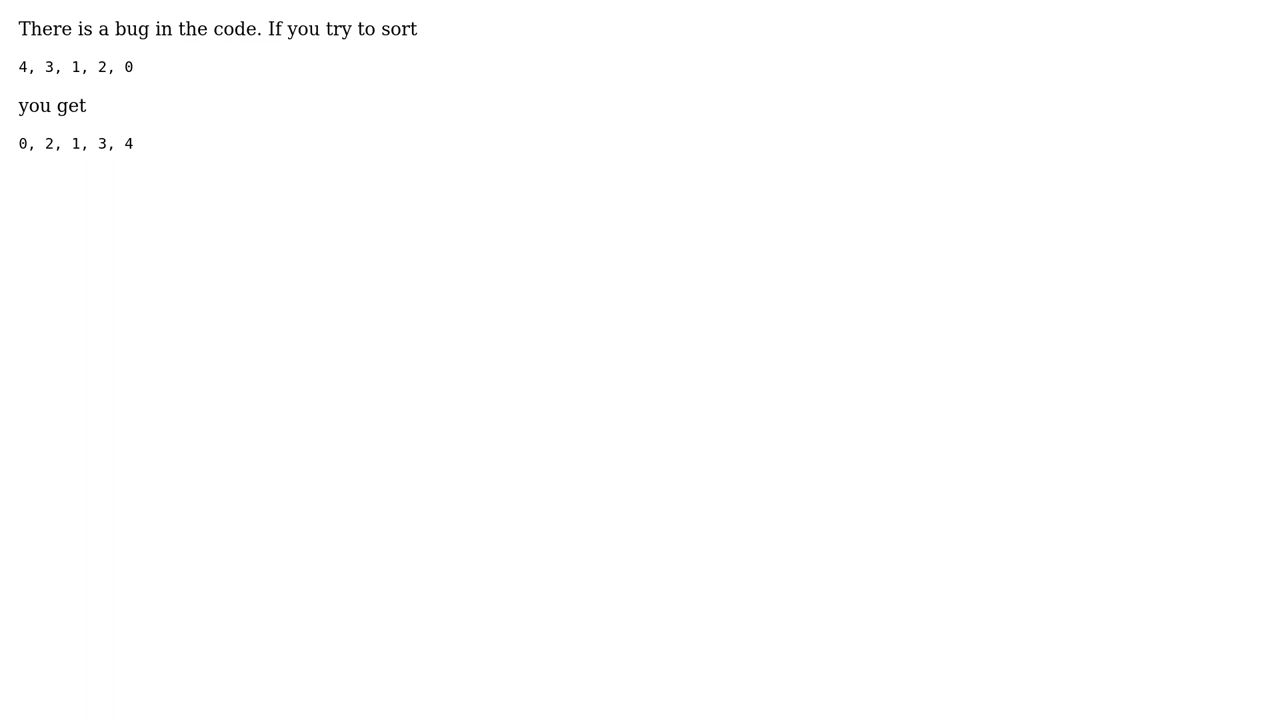 There is a bug in the code. If you try to sort
4, 3, 1, 2, 0
you get
0, 2, 1, 3, 4